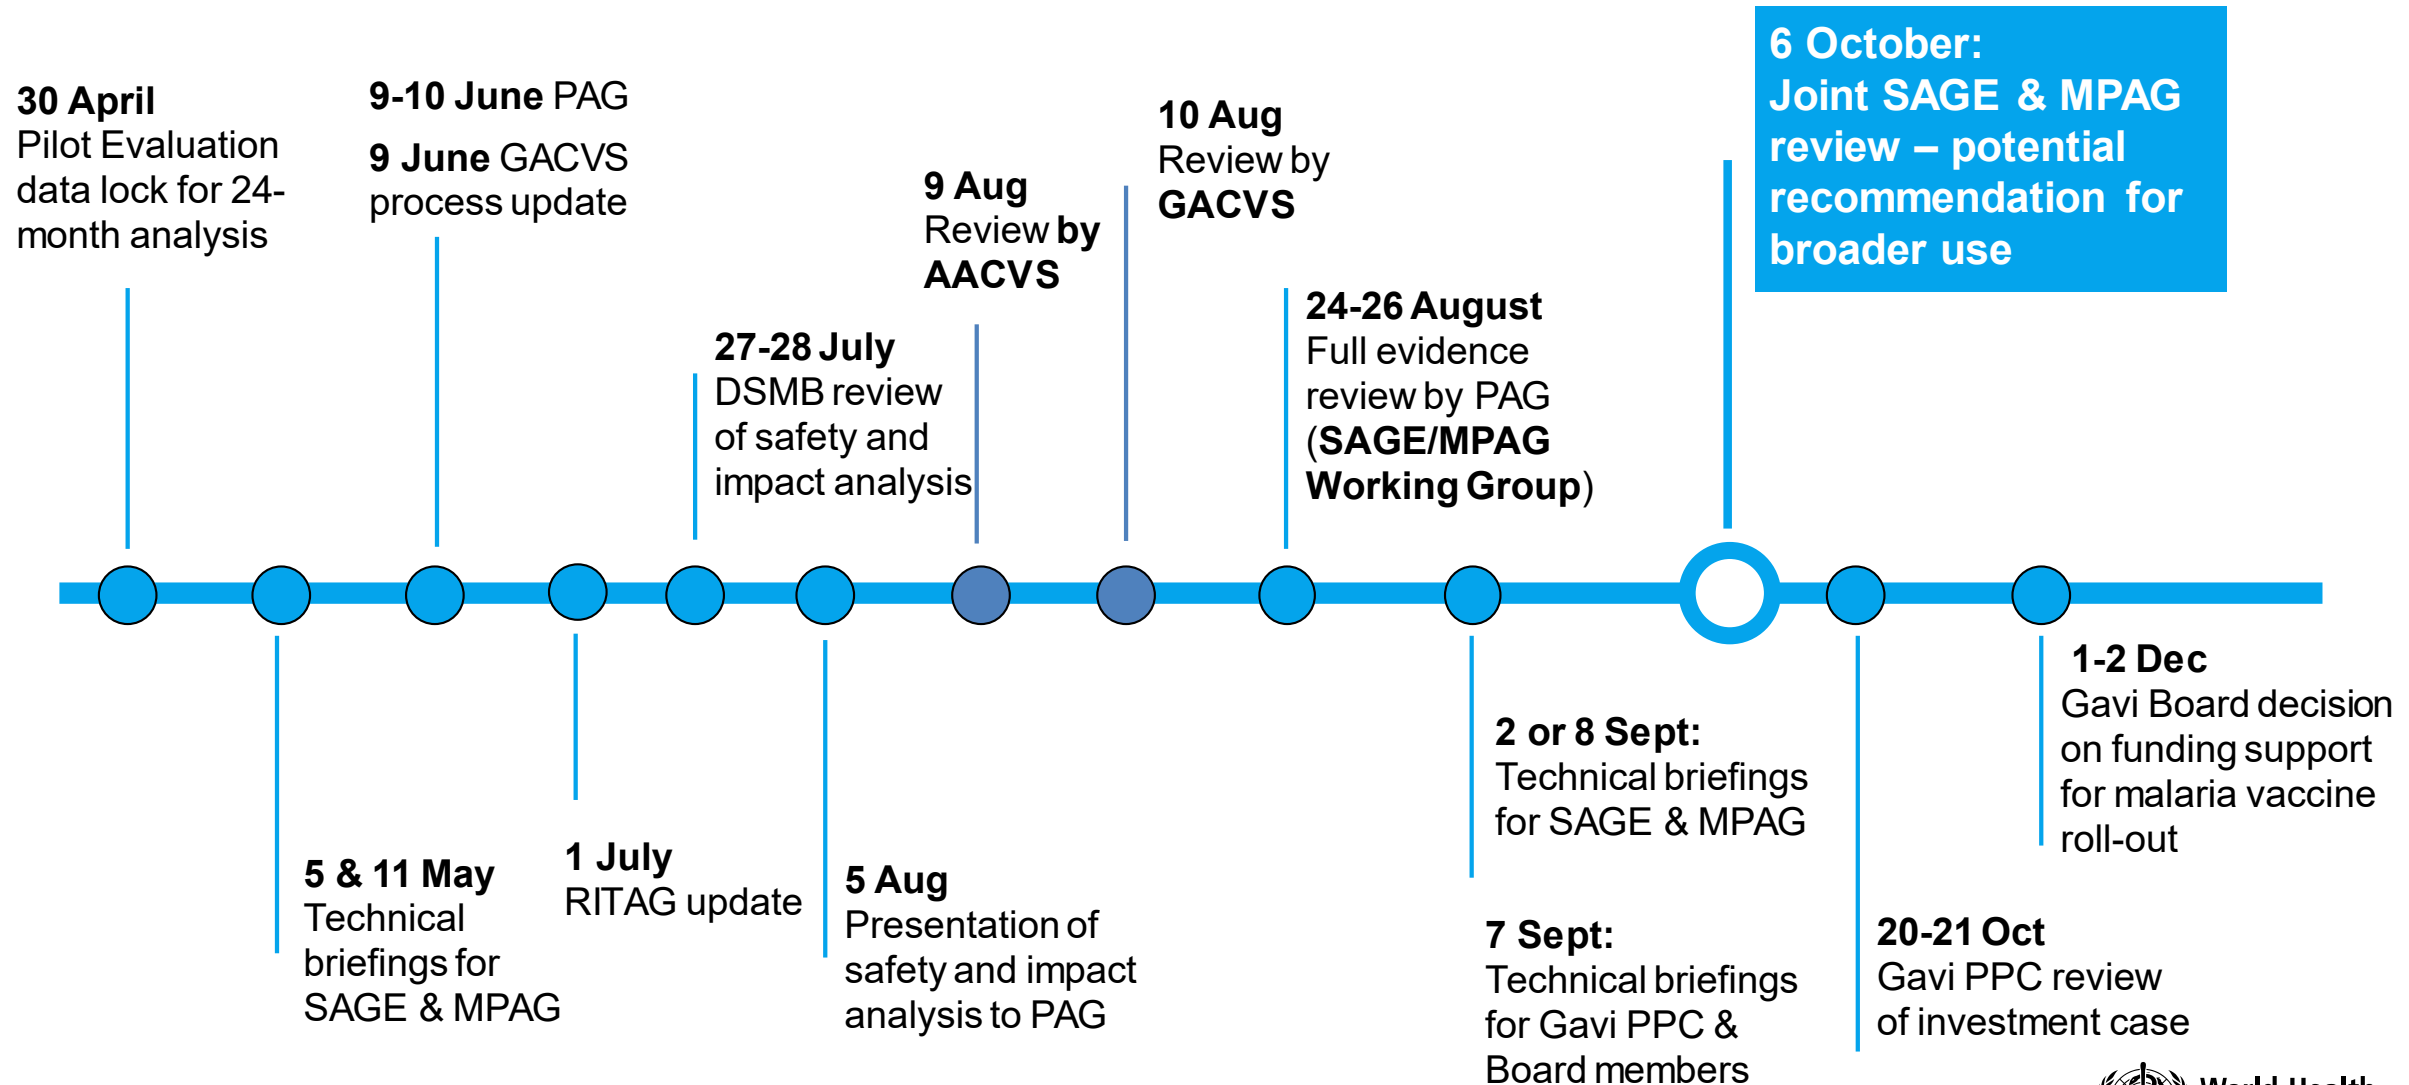 30 April
Pilot Evaluation
data lock for 24-
month analysis
5 & 11 May
Technical
briefings for
SAGE & MPAG
9-10 June PAG
9 June GACVS
process update
1 July
RITAG update
27-28 July
DSMB review
of safety and
impact analysis
5 Aug
Presentation of
safety and impact
analysis to PAG
9 Aug
Review by
AACVS
10 Aug
Review by
GACVS
24-26 August
Full evidence
review by PAG
(SAGE/MPAG
Working Group)
2 or 8 Sept:
Technical briefings
for SAGE & MPAG
7 Sept:
Technical briefings
for Gavi PPC &
Board members
6 October:
Joint SAGE & MPAG
review – potential
recommendation for
broader use
20-21 Oct
Gavi PPC review
of investment case
1-2 Dec
Gavi Board decision
on funding support
for malaria vaccine
roll-out
World Health